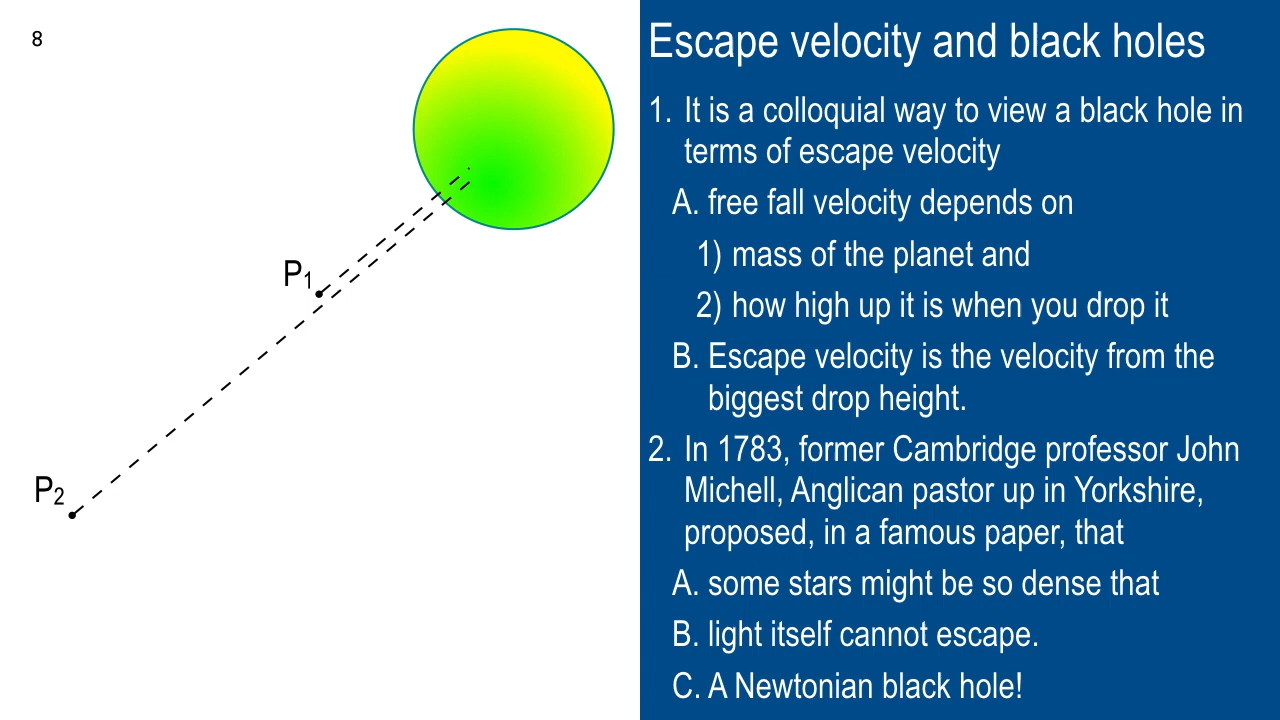 8
P1
P2
Escape velocity and black holes
1. It is a colloquial way to view a black hole in
terms of escape velocity
A. free fall velocity depends on
1) mass of the planet and
2) how high up it is when you drop it
B. Escape velocity is the velocity from the
biggest drop height.
2. In 1783, former Cambridge professor John
Michell, Anglican pastor up in Yorkshire,
proposed, in a famous paper, that
A. some stars might be so dense that
B. light itself cannot escape.
C. A Newtonian black hole!